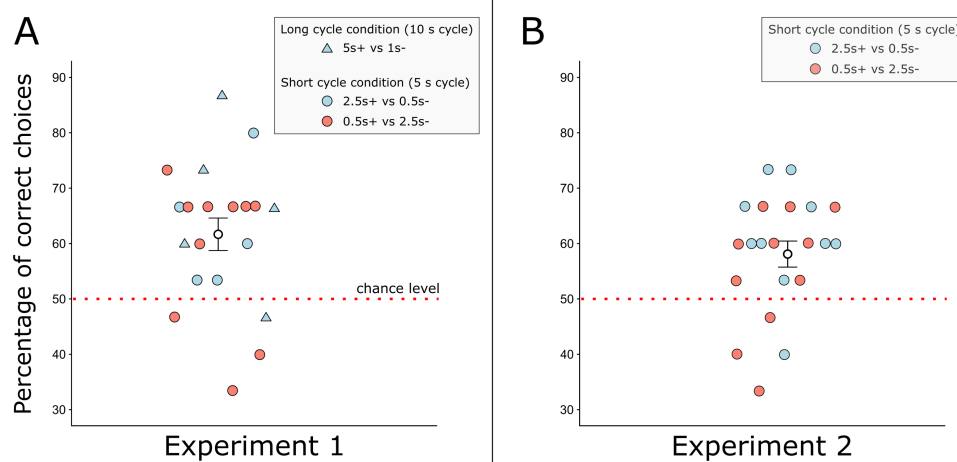 A
Long cycle condition (10 s cycle)
5s+ vs 1s-
Short cycle condition (5 s cycle)
2.5s+ vs 0.5s-
0.5s+ vs 2.5s-
Percentage of correct choices
90
80
70
60
50
40
30
chance level
Experiment 1
B
Short cycle condition (5 s cycle)
2.5s+ vs 0.5s-
0.5s+ vs 2.5s-
90
80
70
60
50
40
30
Experiment 2